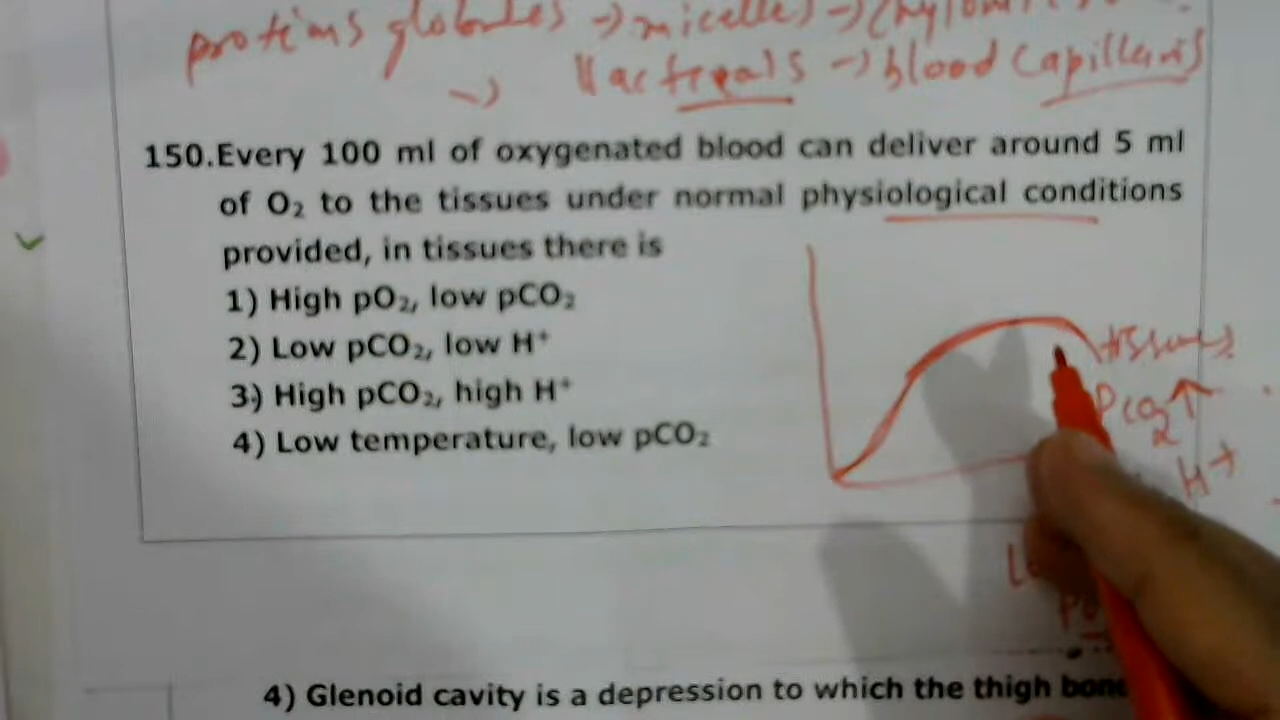 proteins globules → micelles →
→ lacteals → blood capillaries
150.Every 100 ml of oxygenated blood can deliver around 5 ml
of O₂ to the tissues under normal physiological conditions
provided, in tissues there is
1) High pO₂, low pCO₂
2) Low pCO₂, low H⁺
3) High pCO₂, high H⁺
4) Low temperature, low pCO₂
tissues
PCO₂↑
H+
4) Glenoid cavity is a depression to which the thigh bone